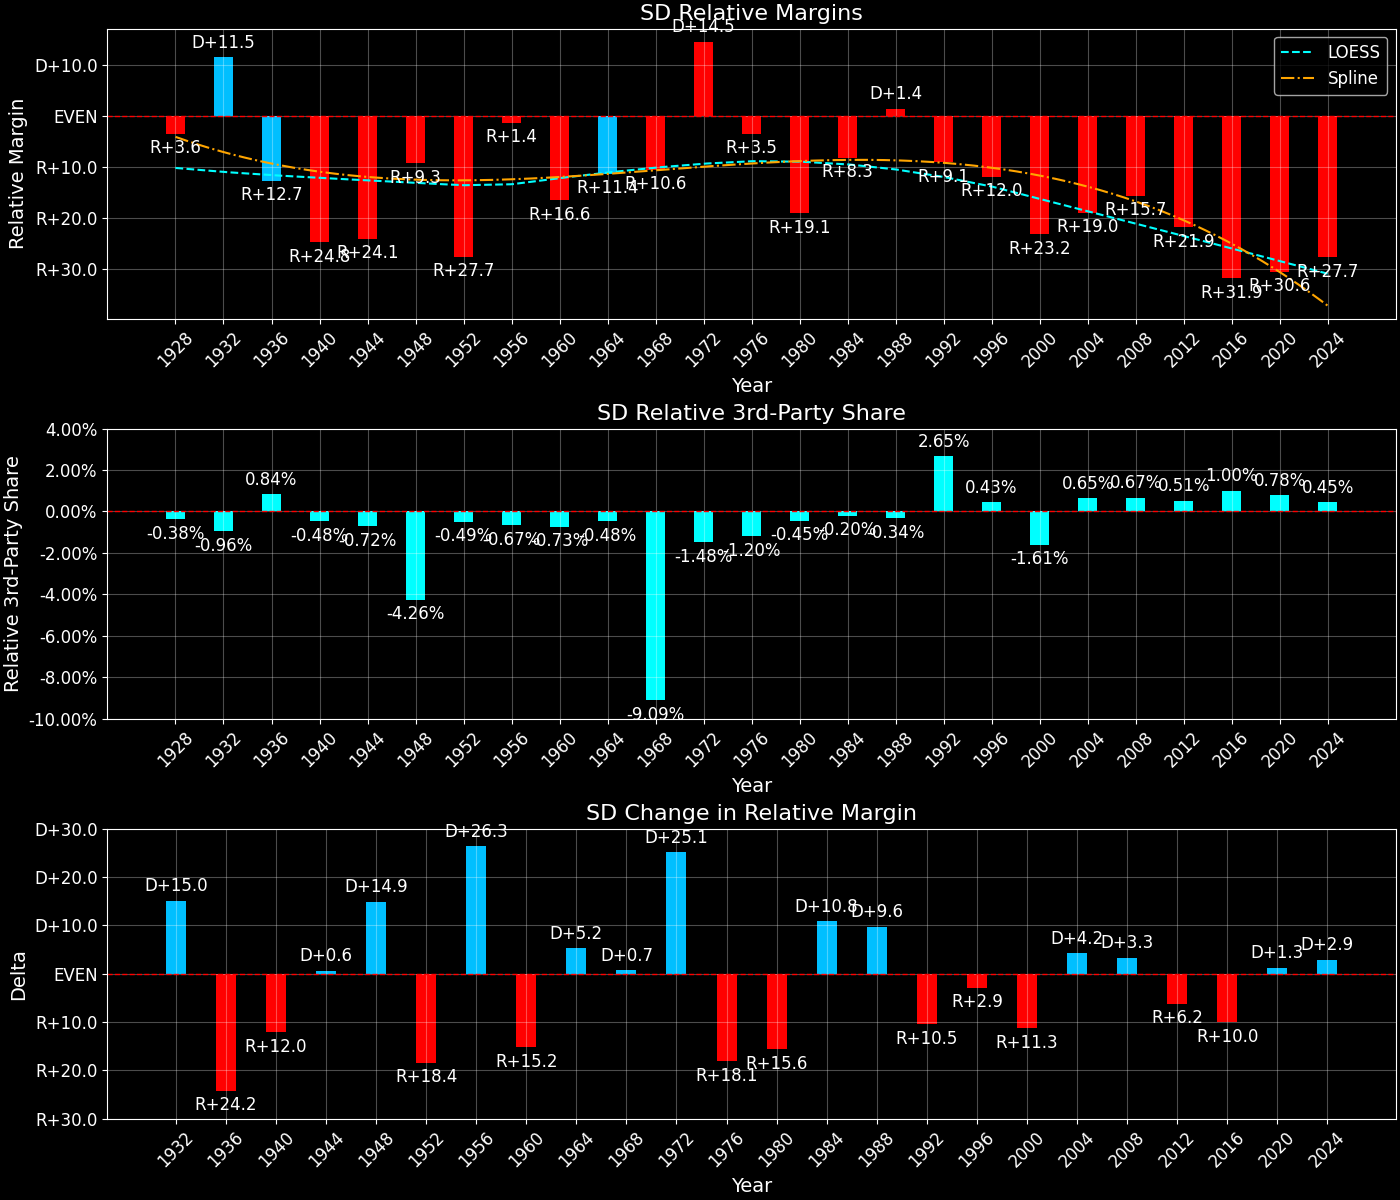 SD Relative Margins
Relative Margin
D+10.0
EVEN
R+10.0
R+20.0
R+30.0
LOESS
Spline
R+3.6
D+11.5
R+12.7
R+24.8
R+24.1
R+9.3
R+27.7
R+1.4
R+16.6
R+11.4
R+10.6
D+14.5
R+3.5
R+19.1
R+8.3
D+1.4
R+9.1
R+12.0
R+23.2
R+19.0
R+15.7
R+21.9
R+31.9
R+30.6
R+27.7
1928 1932 1936 1940 1944 1948 1952 1956 1960 1964 1968 1972 1976 1980 1984 1988 1992 1996 2000 2004 2008 2012 2016 2020 2024
Year
SD Relative 3rd-Party Share
Relative 3rd-Party Share
4.00%
2.00%
0.00%
-2.00%
-4.00%
-6.00%
-8.00%
-10.00%
-0.38%
-0.96%
0.84%
-0.48%
-0.72%
-4.26%
-0.49%
-0.67%
-0.73%
-0.48%
-9.09%
-1.48%
-1.20%
-0.45%
-0.20%
-0.34%
2.65%
0.43%
-1.61%
0.65%
0.67%
0.51%
1.00%
0.78%
0.45%
1928 1932 1936 1940 1944 1948 1952 1956 1960 1964 1968 1972 1976 1980 1984 1988 1992 1996 2000 2004 2008 2012 2016 2020 2024
Year
SD Change in Relative Margin
Delta
D+30.0
D+20.0
D+10.0
EVEN
R+10.0
R+20.0
R+30.0
D+15.0
R+24.2
R+12.0
D+0.6
D+14.9
R+18.4
D+26.3
R+15.2
D+5.2
D+0.7
D+25.1
R+18.1
R+15.6
D+10.8
D+9.6
R+10.5
R+2.9
R+11.3
D+4.2
D+3.3
R+6.2
R+10.0
D+1.3
D+2.9
1932 1936 1940 1944 1948 1952 1956 1960 1964 1968 1972 1976 1980 1984 1988 1992 1996 2000 2004 2008 2012 2016 2020 2024
Year